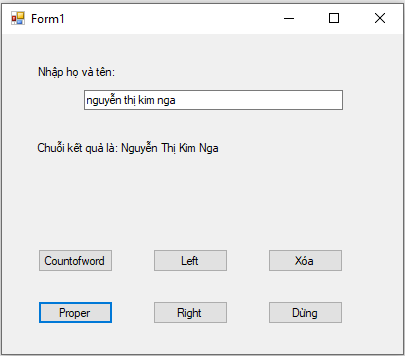 Form1
Nhập họ và tên:
nguyễn thị kim nga
Chuỗi kết quả là: Nguyễn Thị Kim Nga
Countofword Left Xóa
Proper Right Dừng